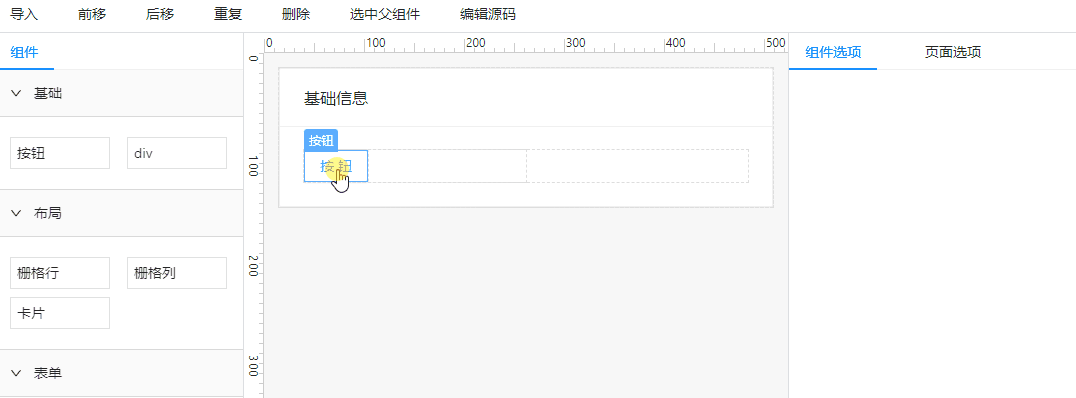 导入 前移 后移 重复 删除 选中父组件 编辑源码
组件
基础
按钮 div
布局
栅格行 栅格列
卡片
表单
0 100 200 300 400 500
0
100
200
300
基础信息
按钮
按钮
组件选项 页面选项